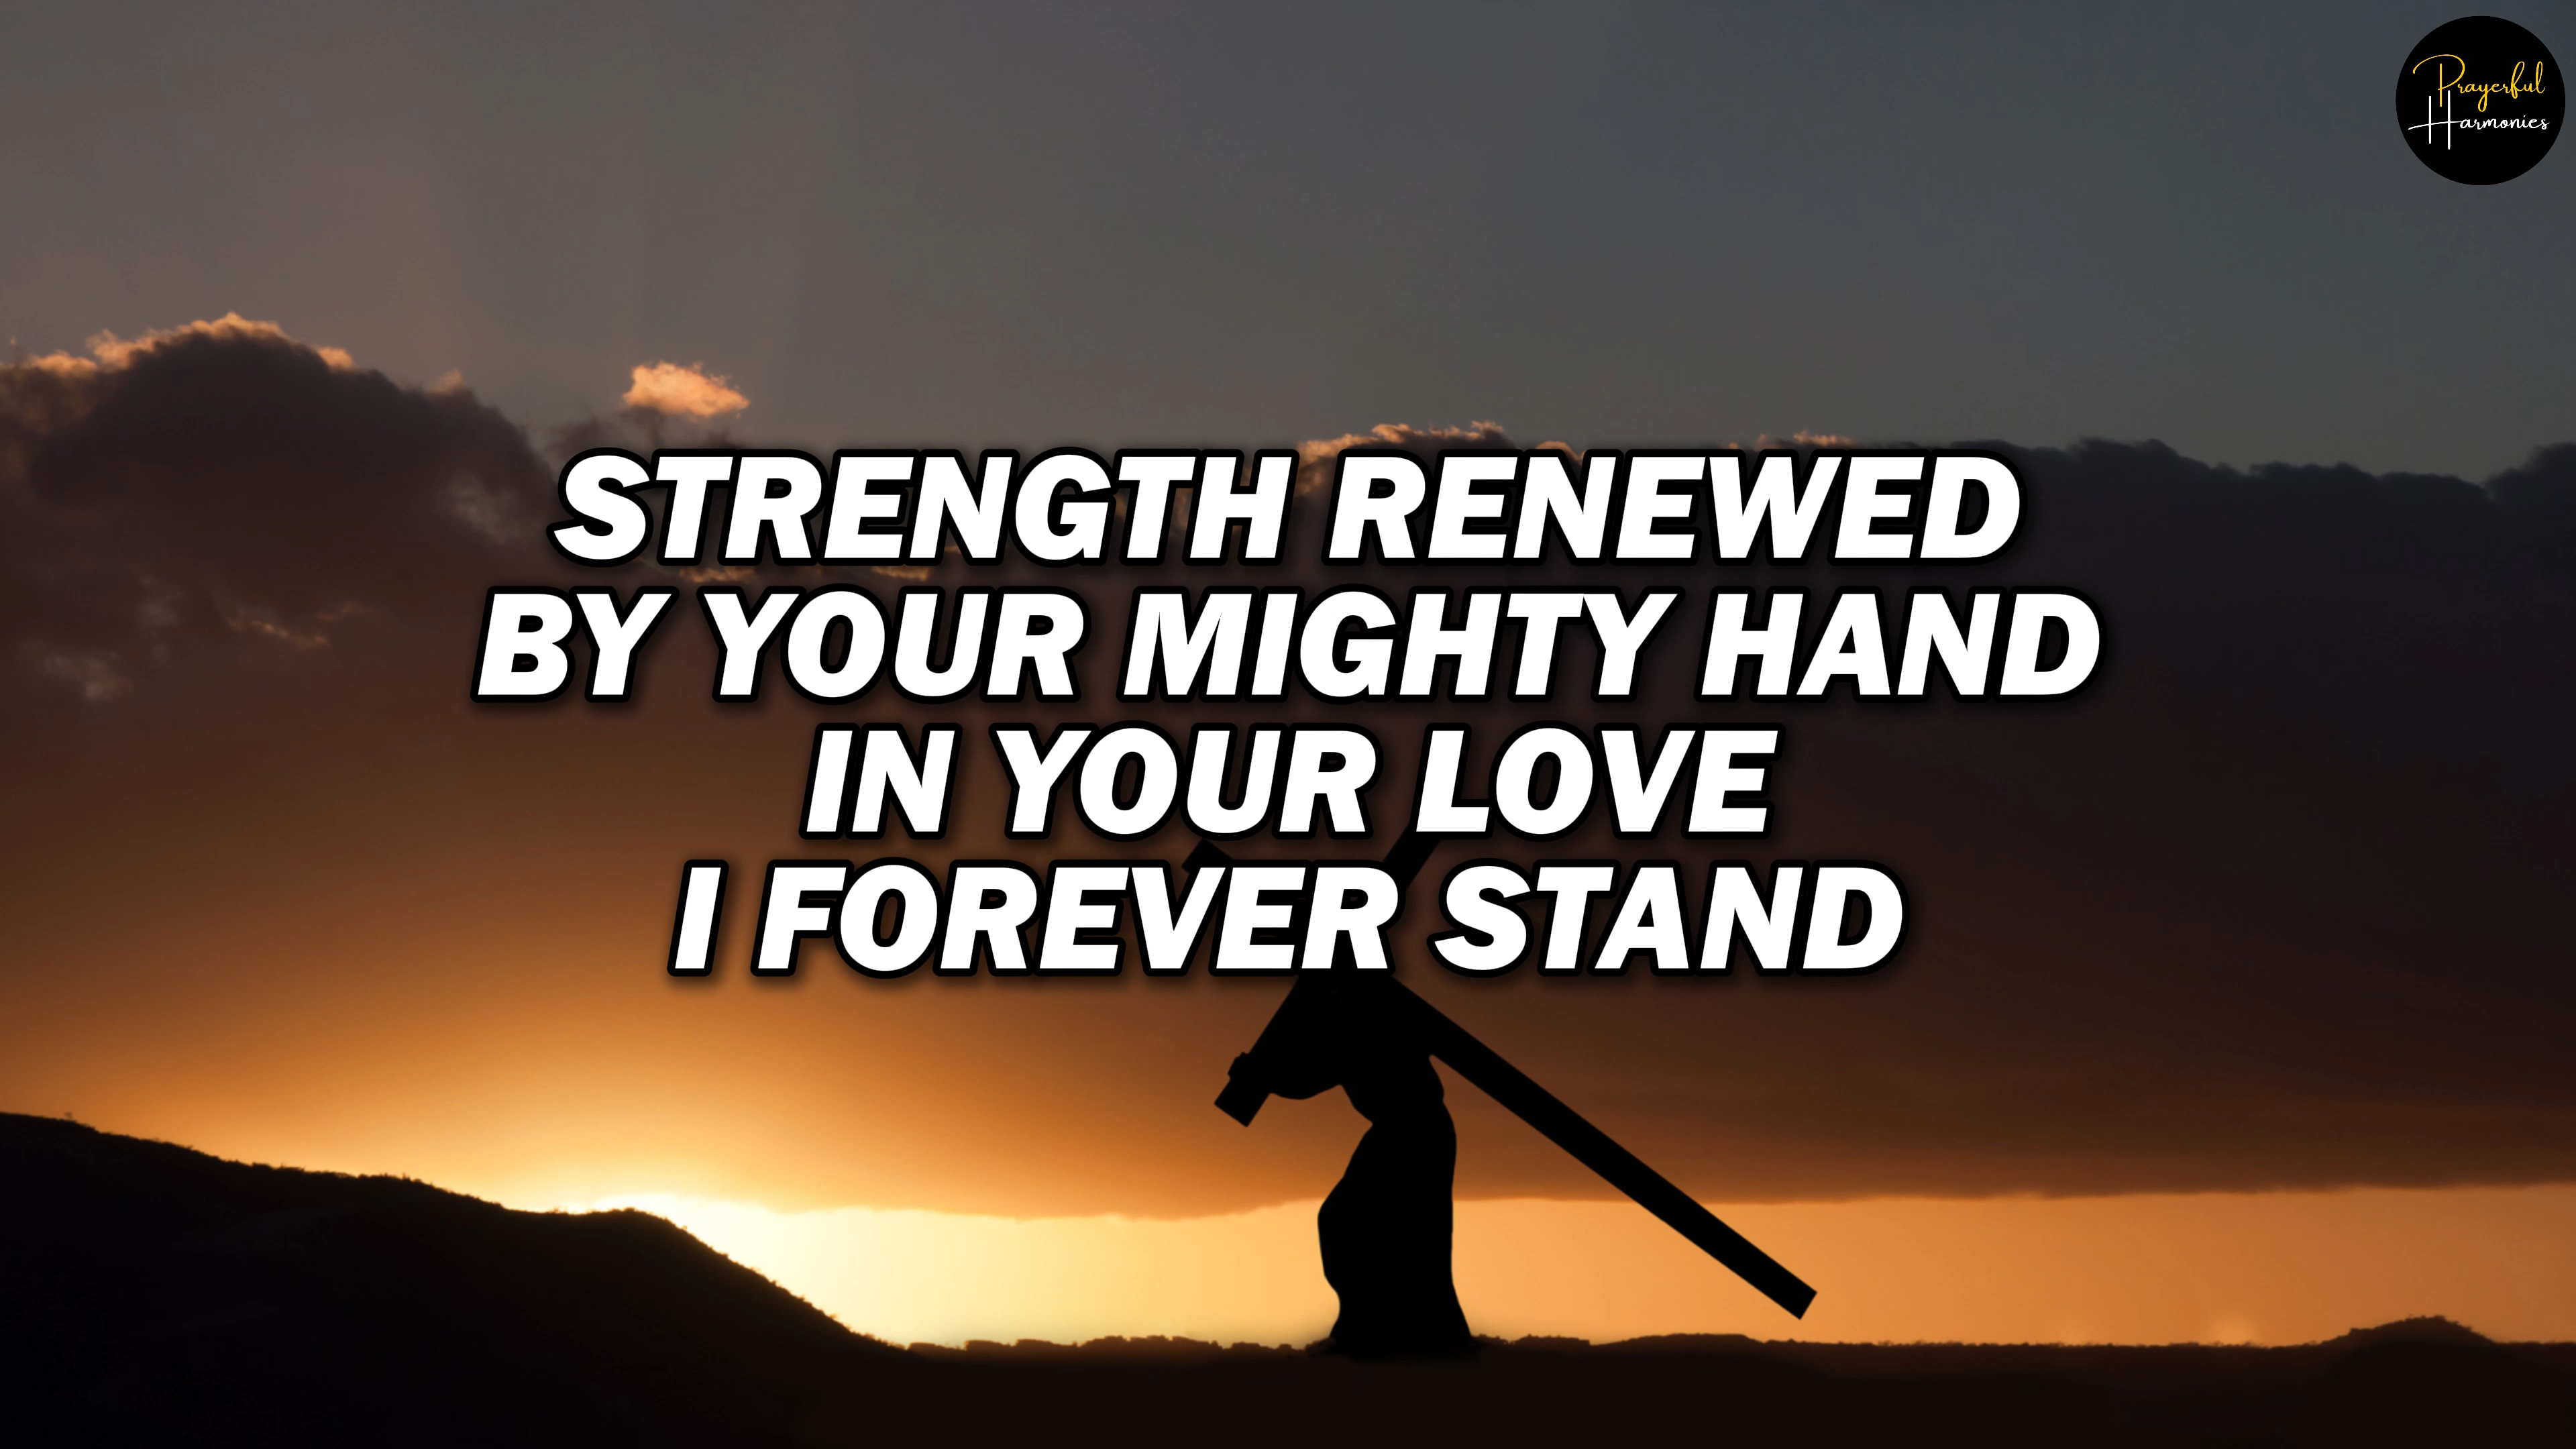 Prayerful
Harmonies
STRENGTH RENEWED
BY YOUR MIGHTY HAND
IN YOUR LOVE
I FOREVER STAND